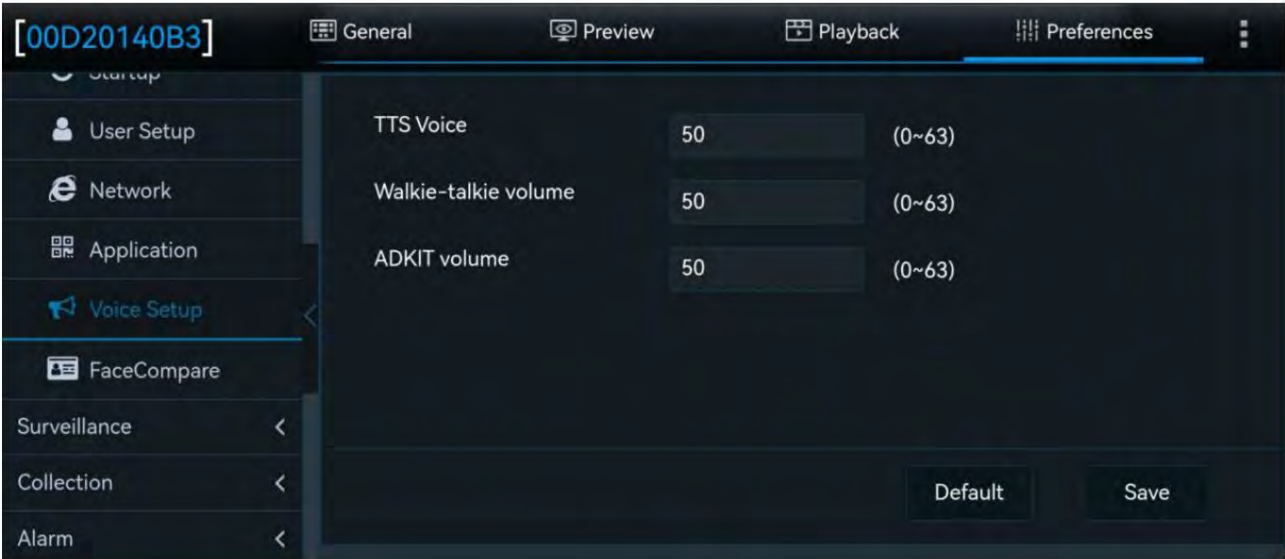 [00D20140B3]
General
Preview
Playback
Preferences
Startup
User Setup
Network
Application
Voice Setup
FaceCompare
Surveillance
Collection
Alarm
TTS Voice 50 (0~63)
Walkie-talkie volume 50 (0~63)
ADKIT volume 50 (0~63)
Default
Save